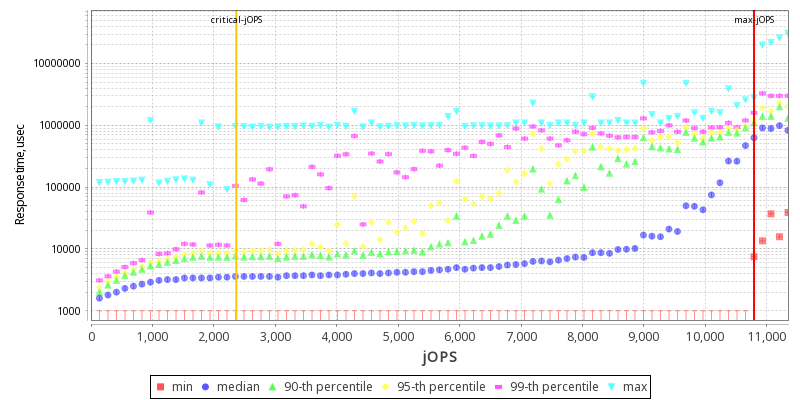 critical-jOPS
max-jOPS
10000000
1000000
100000
10000
1000
Response time, usec
0
1,000
2,000
3,000
4,000
5,000
6,000
7,000
8,000
9,000
10,000
11,000
jOPS
min
median
90-th percentile
95-th percentile
99-th percentile
max